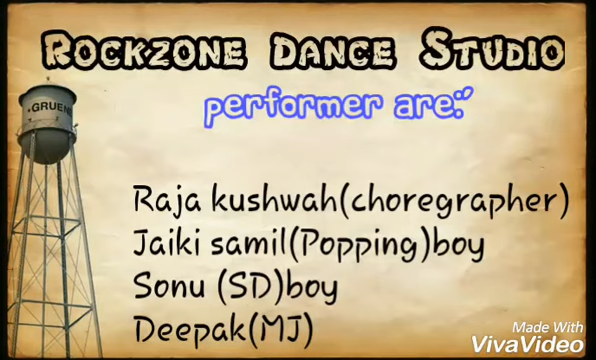 Rockzone Dance Studio
performer are:"
GRUENE
Raja kushwah(choregrapher)
Jaiki samil(Popping)boy
Sonu (SD)boy
Deepak(MJ)
Made With
VivaVideo